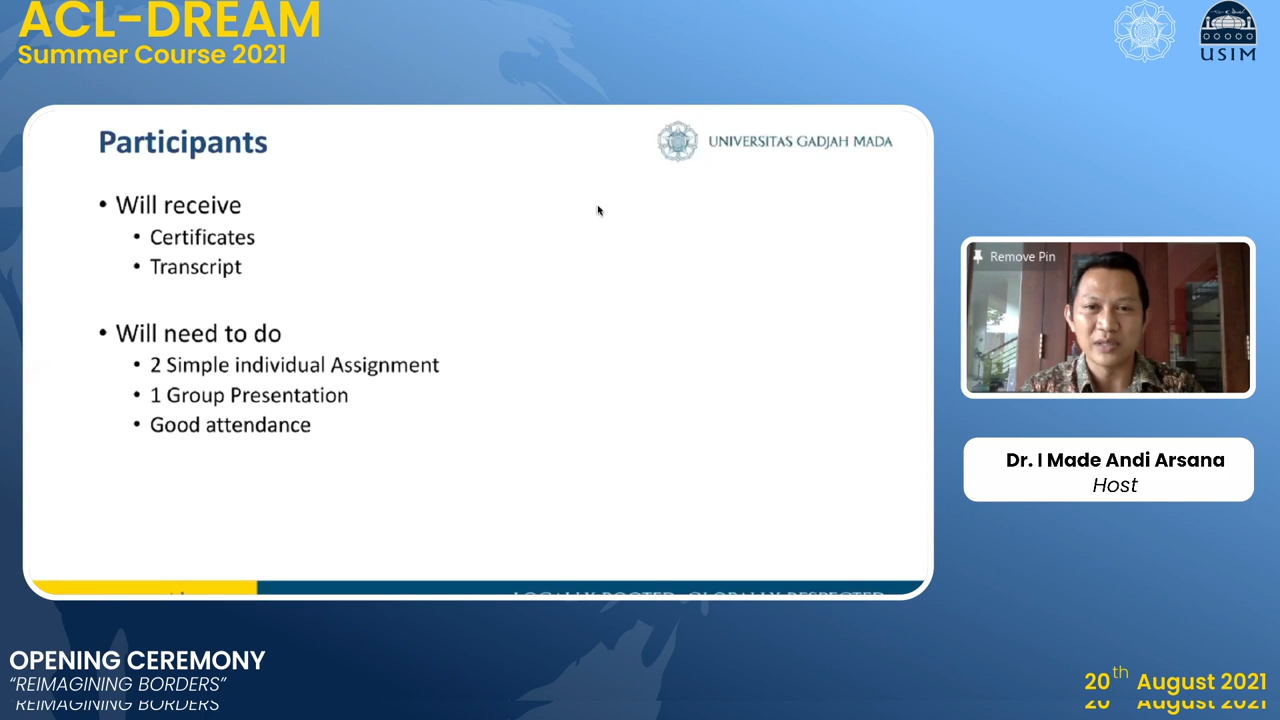 ACL-DREAM
Summer Course 2021
USIM
Participants
UNIVERSITAS GADJAH MADA
• Will receive
• Certificates
• Transcript
• Will need to do
• 2 Simple individual Assignment
• 1 Group Presentation
• Good attendance
LOCALLY ROOTED, GLOBALLY RESPECTED
Remove Pin
Dr. I Made Andi Arsana
Host
OPENING CEREMONY
“REIMAGINING BORDERS”
REIMAGINING BORDERS
20th August 2021
20 August 2021